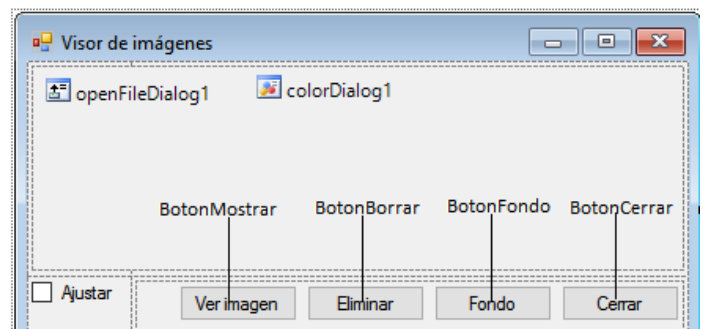 Visor de imágenes
openFileDialog1 colorDialog1
BotonMostrar BotonBorrar BotonFondo BotonCerrar
Ajustar Ver imagen Eliminar Fondo Cerrar